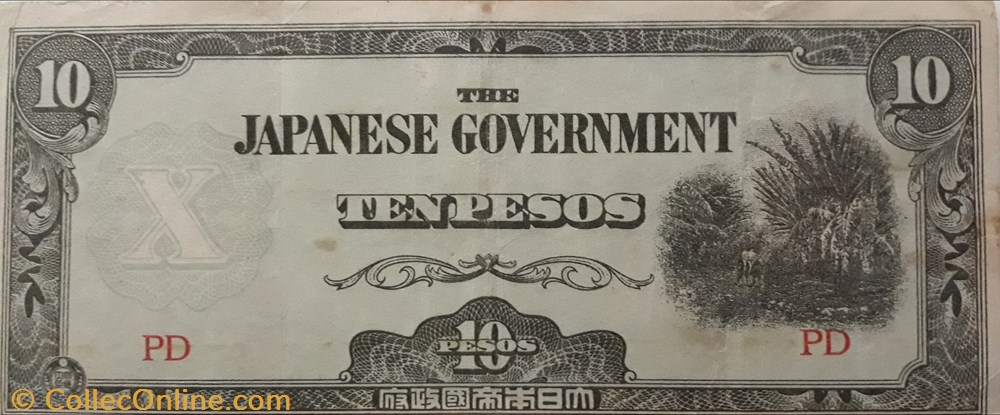 10
10
THE
JAPANESE GOVERNMENT
X
TEN PESOS
PD
PD
10
PESOS
大日本帝國政府
© CollecOnline.com